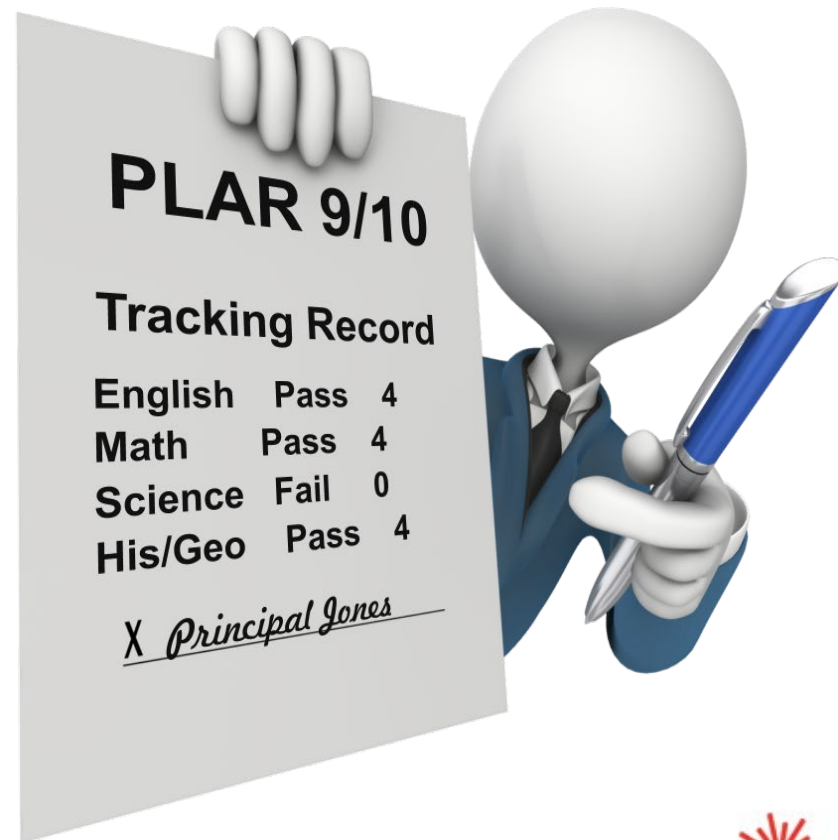 PLAR 9/10
Tracking Record
English Pass 4
Math Pass 4
Science Fail 0
His/Geo Pass 4
X Principal Jones